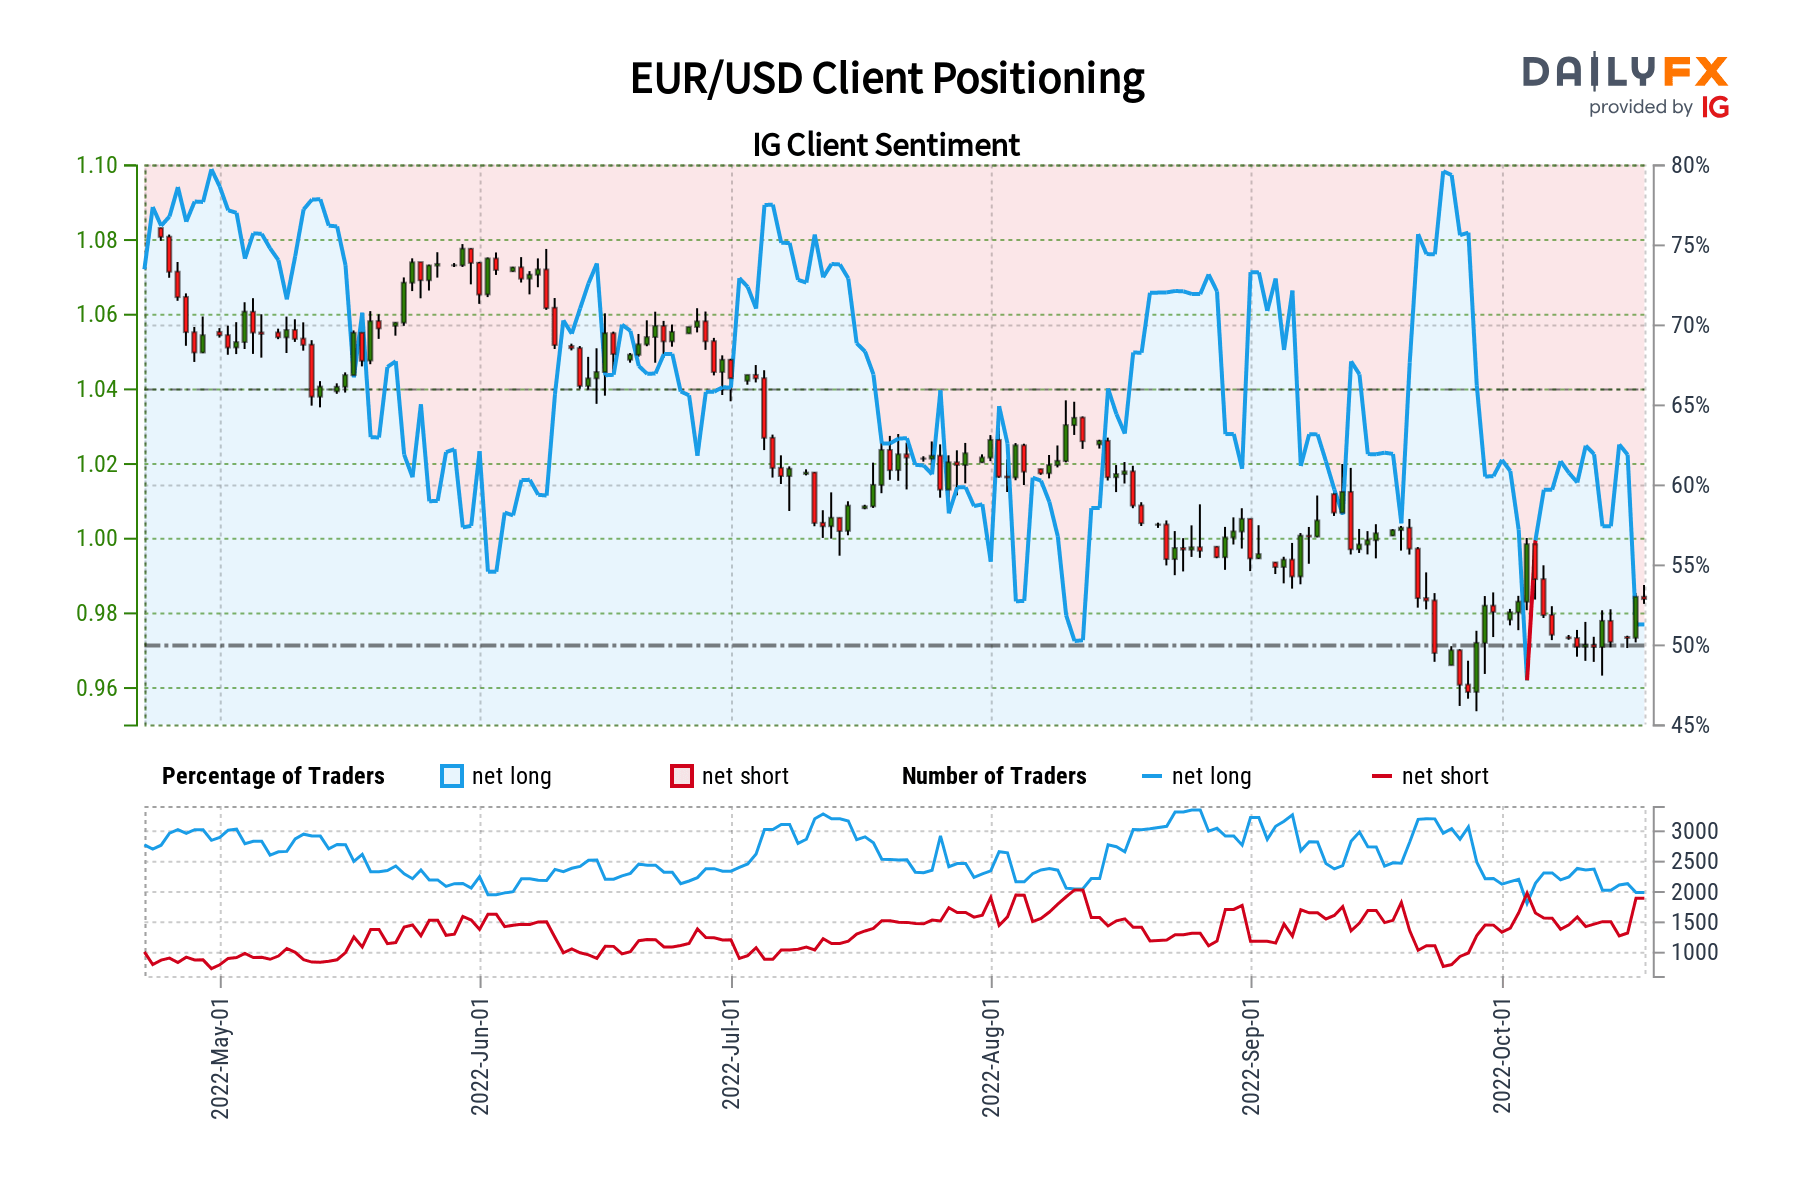 EUR/USD Client Positioning
DAILYFX
provided by IG
IG Client Sentiment
1.10
1.08
1.06
1.04
1.02
1.00
0.98
0.96
80%
75%
70%
65%
60%
55%
50%
45%
Percentage of Traders net long net short Number of Traders net long net short
3000
2500
2000
1500
1000
2022-May-01
2022-Jun-01
2022-Jul-01
2022-Aug-01
2022-Sep-01
2022-Oct-01